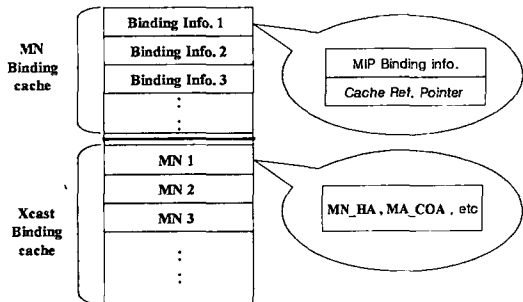 MN
Binding
cache
Binding Info. 1
Binding Info. 2
Binding Info. 3
MIP Binding info.
Cache Ref. Pointer
Xcast
Binding
cache
MN 1
MN 2
MN 3
MN_HA , MA_COA , etc